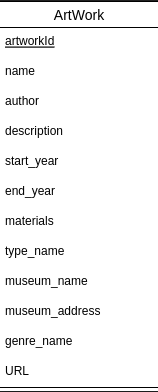 ArtWork
artworkId
name
author
description
start_year
end_year
materials
type_name
museum_name
museum_address
genre_name
URL